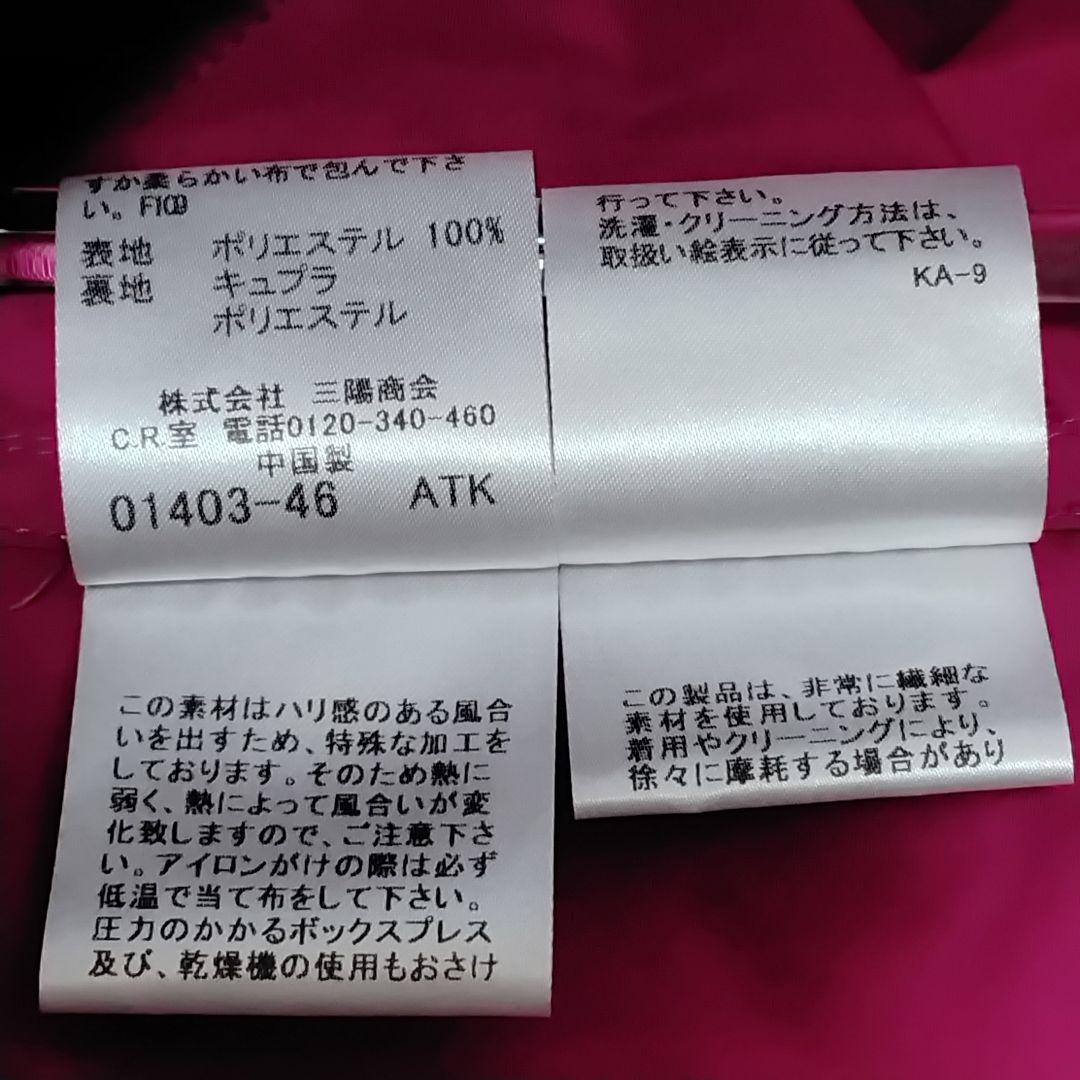 すか柔らかい布で包んで下さ
い。F109
表地 ポリエステル 100%
裏地 キュプラ
ポリエステル
株式会社 三陽商会
C.R.室 電話0120-340-460
中国製
01403-46 ATK
この素材はハリ感のある風合
いを出すため、特殊な加工を
しております。そのため熱に
弱く、熱によって風合いが変
化致しますので、ご注意下さ
い。アイロンがけの際は必ず
低温で当て布をして下さい。
圧力のかかるボックスプレス
及び、乾燥機の使用もおさけ
行って下さい。
洗濯・クリーニング方法は、
取扱い絵表示に従って下さい。
KA-9
この製品は、非常に繊細な
素材を使用しております。
着用やクリーニングにより、
徐々に摩耗する場合があり